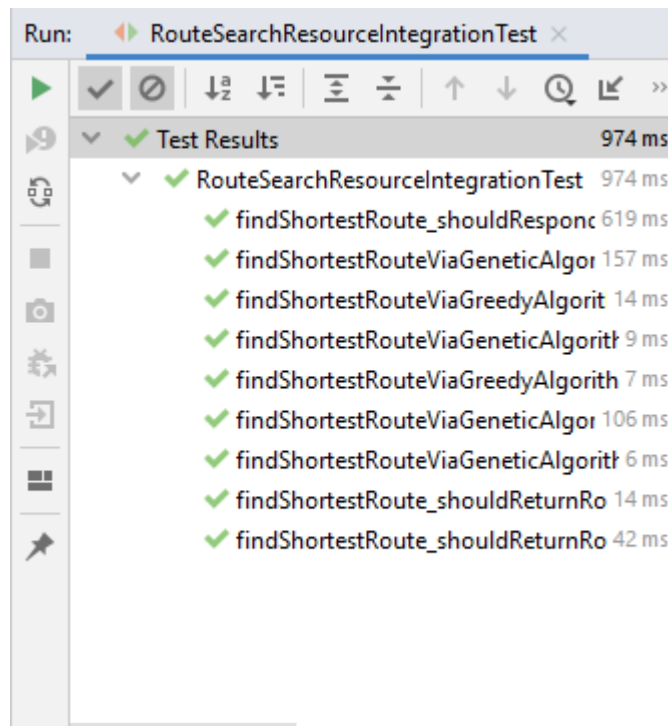 Run: RouteSearchResourceIntegrationTest
Test Results 974 ms
RouteSearchResourceIntegrationTest 974 ms
findShortestRoute_shouldRespond 619 ms
findShortestRouteViaGeneticAlgor 157 ms
findShortestRouteViaGreedyAlgorit 14 ms
findShortestRouteViaGeneticAlgorith 9 ms
findShortestRouteViaGreedyAlgorith 7 ms
findShortestRouteViaGeneticAlgor 106 ms
findShortestRouteViaGeneticAlgorith 6 ms
findShortestRoute_shouldReturnRo 14 ms
findShortestRoute_shouldReturnRo 42 ms